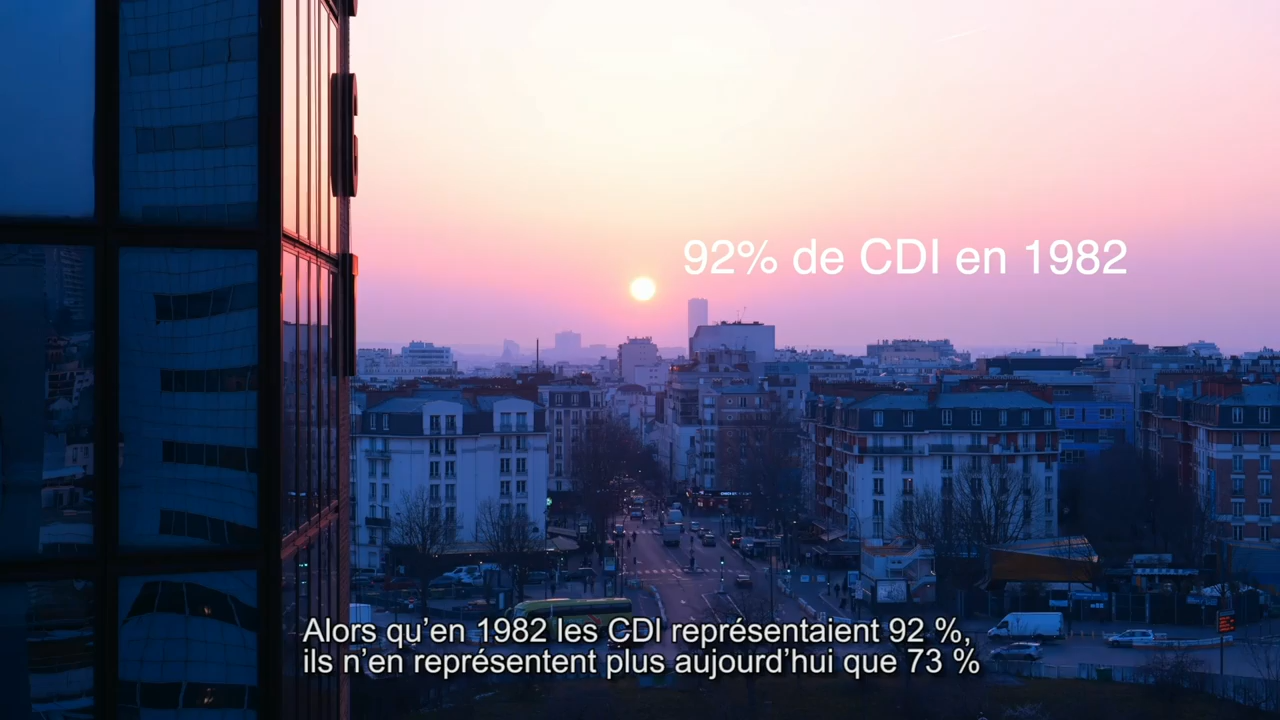 92% de CDI en 1982
Alors qu’en 1982 les CDI représentaient 92 %,
ils n’en représentent plus aujourd’hui que 73 %